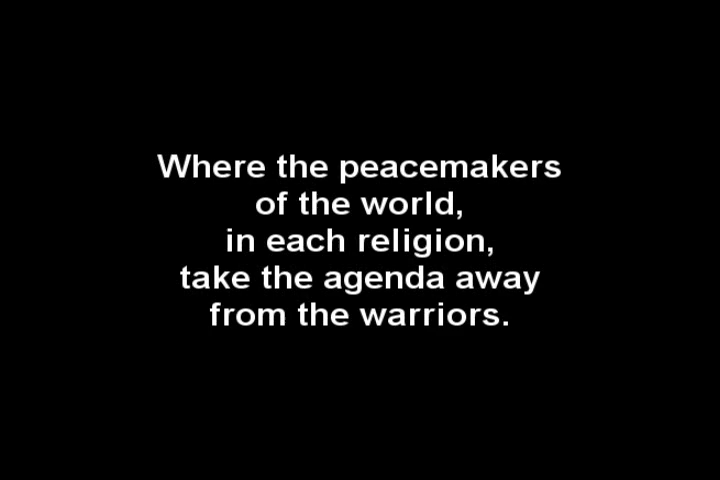 Where the peacemakers
of the world,
in each religion,
take the agenda away
from the warriors.